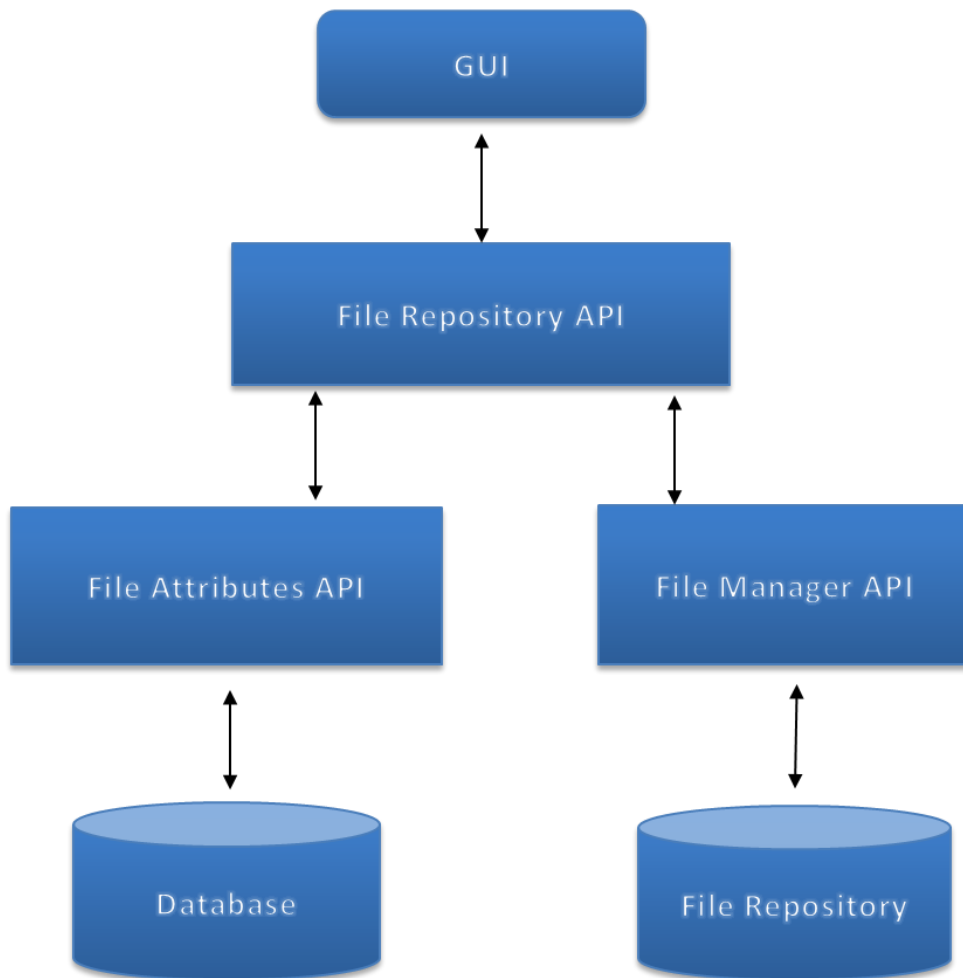 GUI
File Repository API
File Attributes API
File Manager API
Database
File Repository